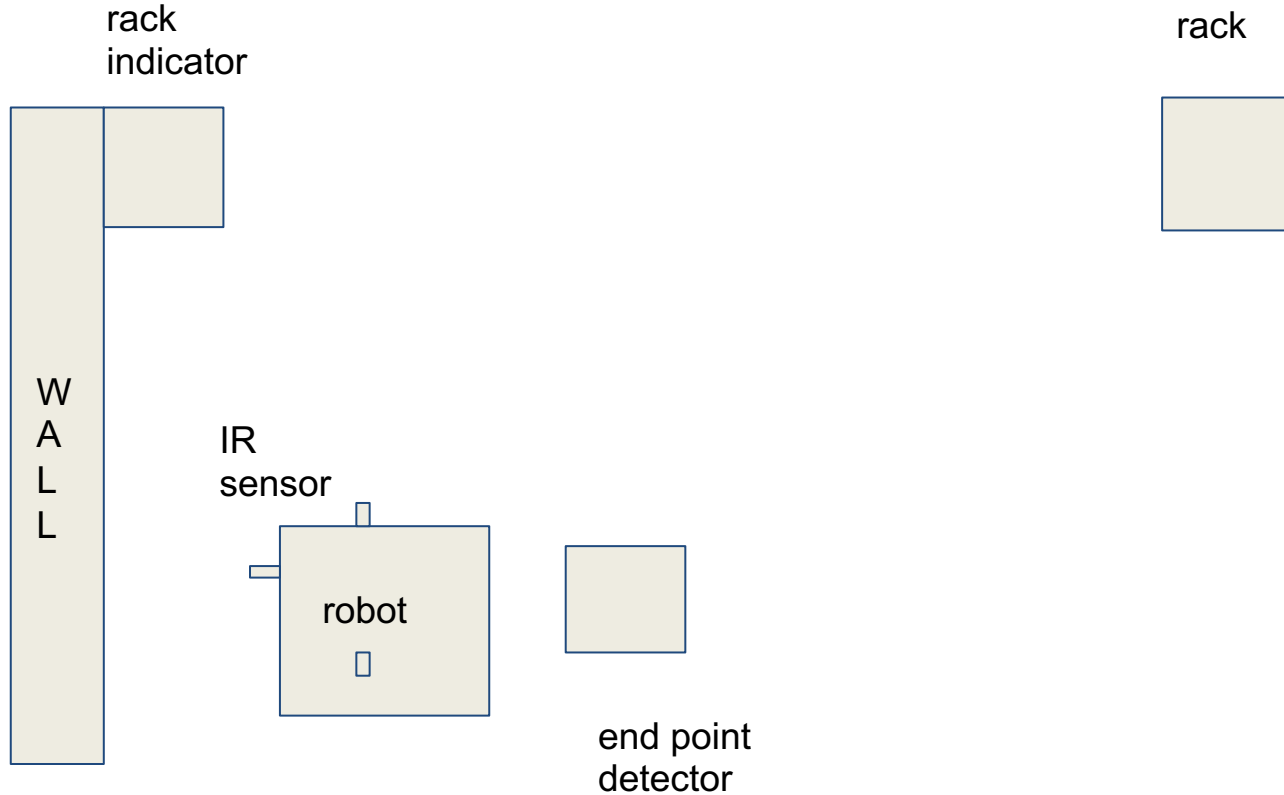 rack
indicator
rack
W
A
L
L
IR
sensor
robot
end point
detector